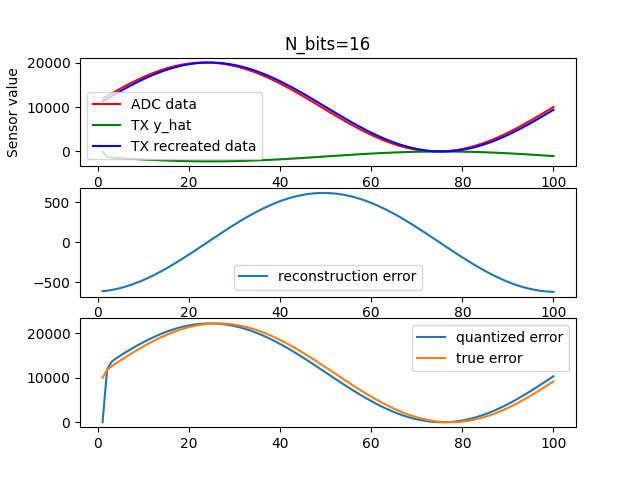 N_bits=16
Sensor value
20000
10000
0
ADC data
TX y_hat
TX recreated data
0 20 40 60 80 100
500
0
−500
reconstruction error
0 20 40 60 80 100
20000
10000
0
quantized error
true error
0 20 40 60 80 100